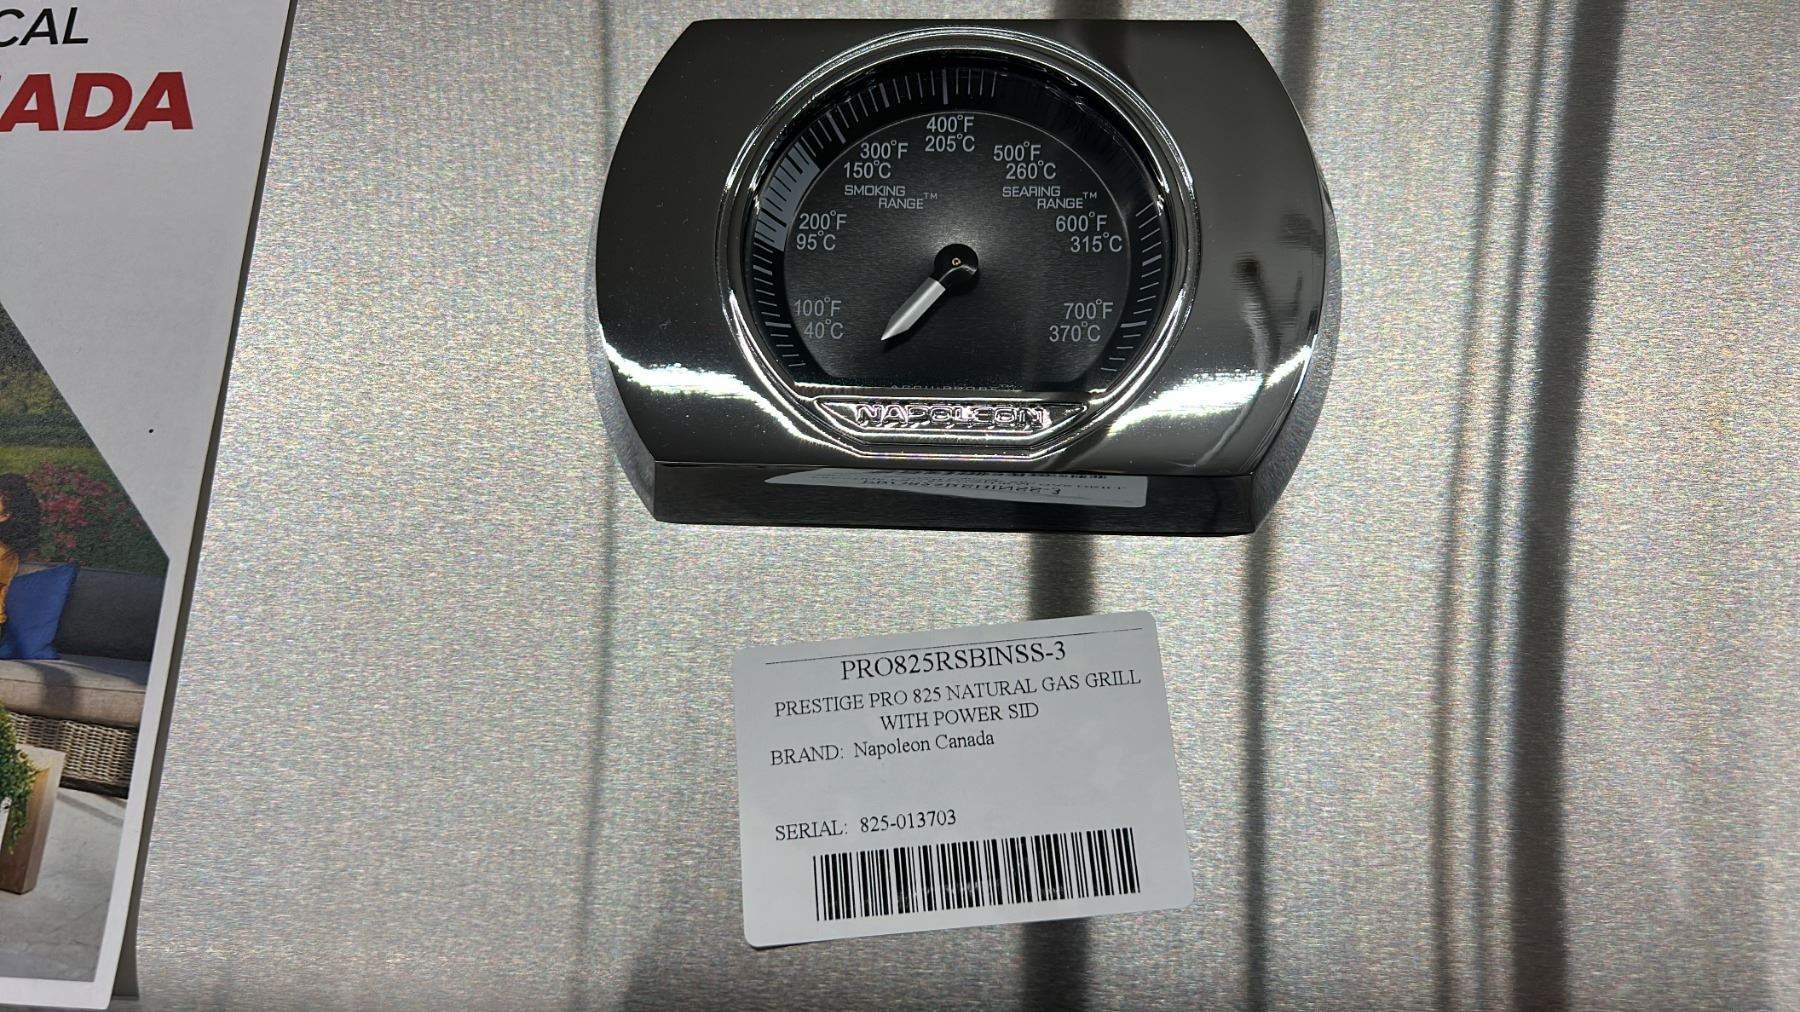 CAL
ADA
400°F
205°C
300°F
150°C
500°F
260°C
SMOKING
RANGE™
SEARING
RANGE™
200°F
95°C
600°F
315°C
100°F
40°C
700°F
370°C
NAPOLEON
PRO825RSBINSS-3
PRESTIGE PRO 825 NATURAL GAS GRILL
WITH POWER SID
BRAND: Napoleon Canada
SERIAL: 825-013703